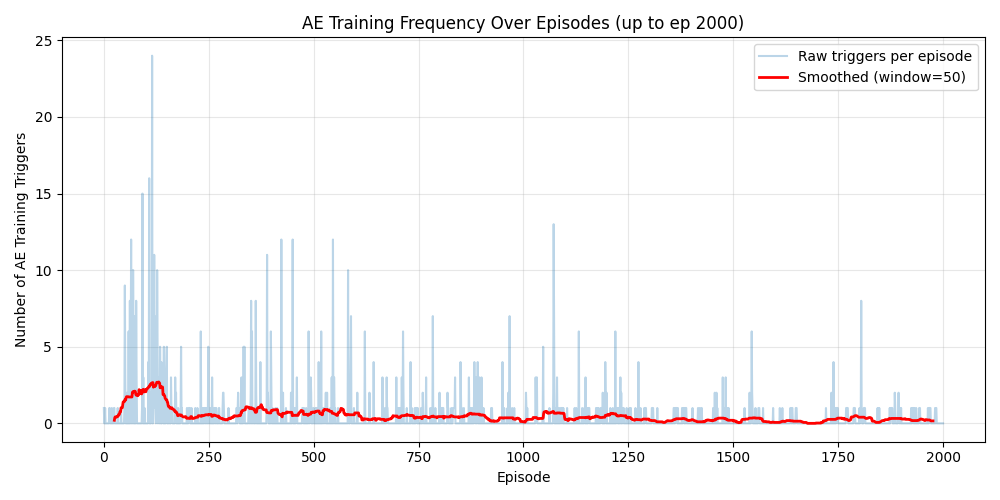 AE Training Frequency Over Episodes (up to ep 2000)
Raw triggers per episode
Smoothed (window=50)
Number of AE Training Triggers
25
20
15
10
5
0
0 250 500 750 1000 1250 1500 1750 2000
Episode